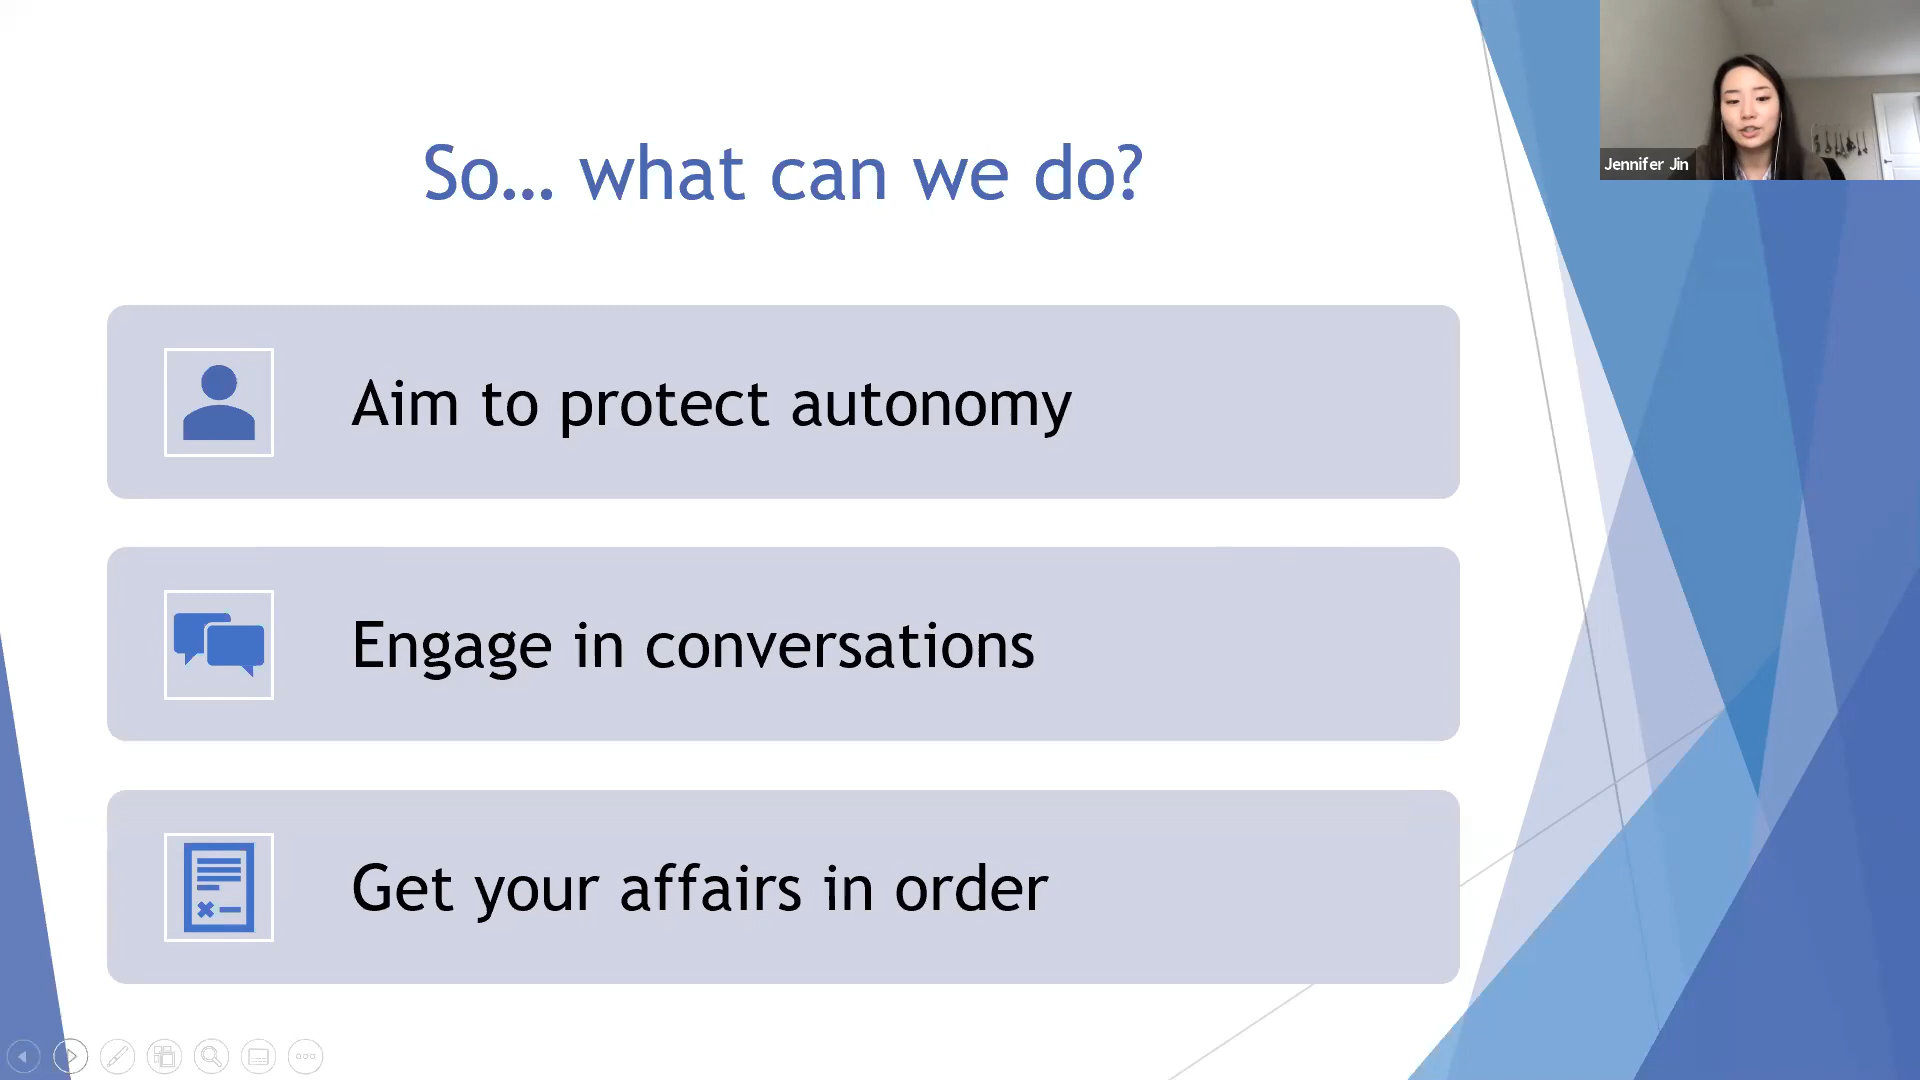 So... what can we do?
Jennifer Jin
Aim to protect autonomy
Engage in conversations
Get your affairs in order